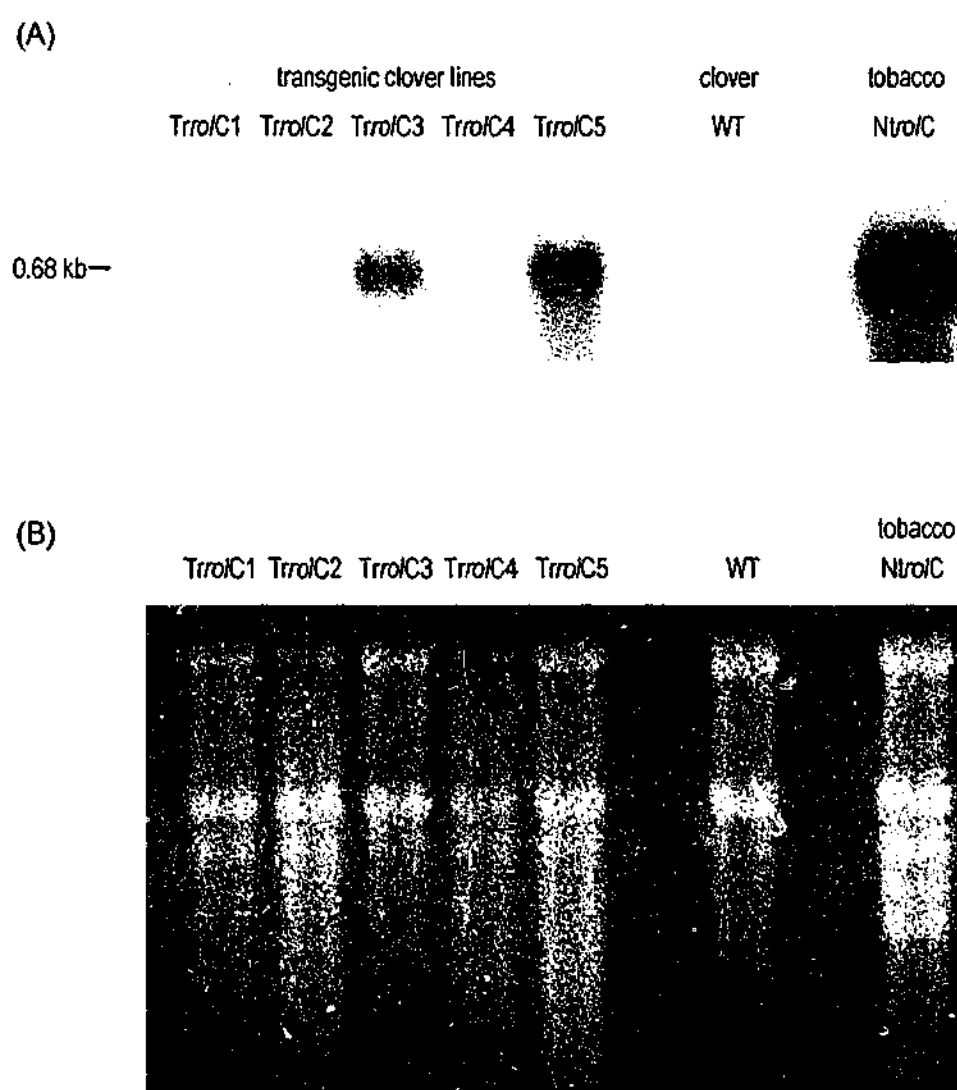 (A)
transgenic clover lines clover tobacco
TrrolC1 TrrolC2 TrrolC3 TrrolC4 TrrolC5 WT NtrolC
0.68 kb—
(B)
tobacco
TrrolC1 TrrolC2 TrrolC3 TrrolC4 TrrolC5 WT NtrolC